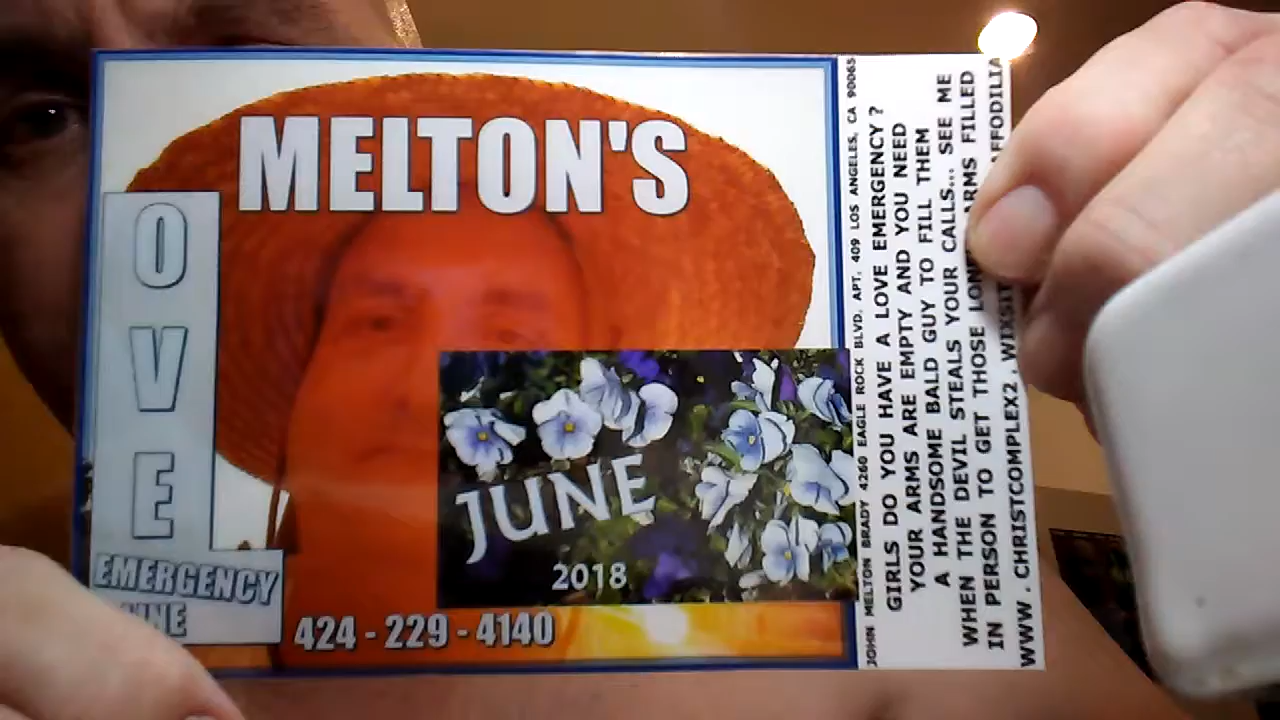 MELTON'S
OVE
EMERGENCY
JUNE
2018
424 - 229 - 4140
JOHN MELTON BRADY 4260 EAGLE ROCK BLVD. APT. 409 LOS ANGELES, CA 90065
GIRLS DO YOU HAVE A LOVE EMERGENCY ?
YOUR ARMS ARE EMPTY AND YOU NEED
A HANDSOME BALD GUY TO FILL THEM
WHEN THE DEVIL STEALS YOUR CALLS... SEE ME
IN PERSON TO GET THOSE ARMS FILLED
WWW . CHRISTCOMPLEX2 .